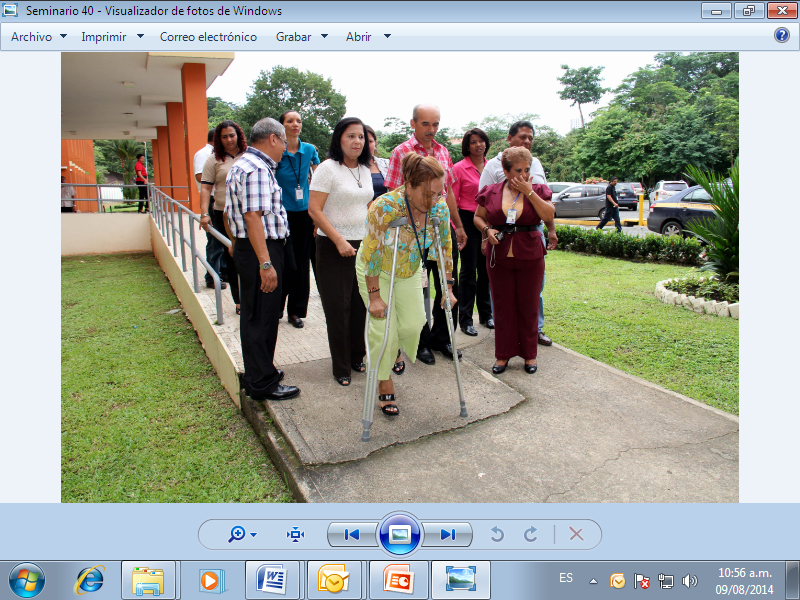 Seminario 40 - Visualizador de fotos de Windows
Archivo Imprimir Correo electrónico Grabar Abrir
ES
10:56 a.m.
09/08/2014